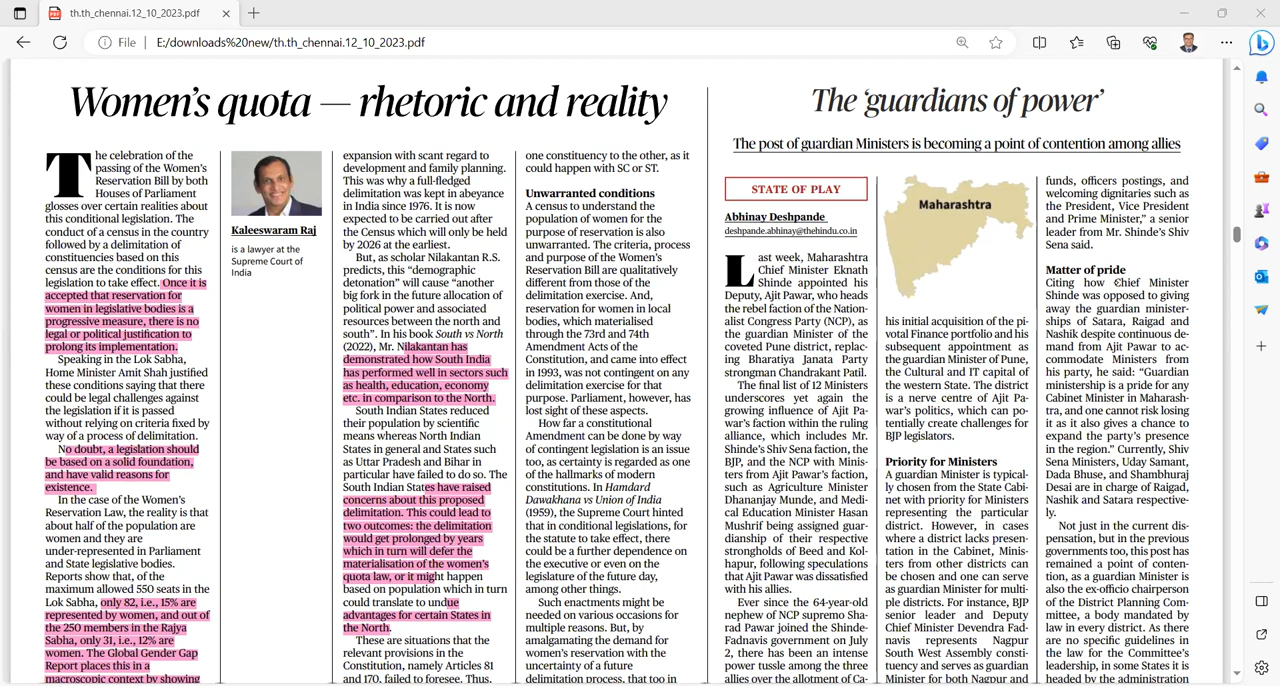 th.th_chennai.12_10_2023.pdf
File
E:/downloads%20new/th.th_chennai.12_10_2023.pdf
Women's quota — rhetoric and reality
The celebration of the
passing of the Women's
Reservation Bill by both
Houses of Parliament
glosses over certain realities about
this conditional legislation. The
conduct of a census in the country
followed by a delimitation of
constituencies based on this
census are the conditions for this
legislation to take effect. Once it is
accepted that reservation for
women in legislative bodies is a
progressive measure, there is no
legal or political justification to
prolong its implementation.
Speaking in the Lok Sabha,
Home Minister Amit Shah justified
these conditions saying that there
could be legal challenges against
the legislation if it is passed
without relying on criteria fixed by
way of a process of delimitation.
No doubt, a legislation should
be based on a solid foundation,
and have valid reasons for
existence.
In the case of the Women's
Reservation Law, the reality is that
about half of the population are
women and they are
under-represented in Parliament
and State legislative bodies.
Reports show that, of the
maximum allowed 550 seats in the
Lok Sabha, only 82, i.e., 15% are
represented by women, and out of
the 250 members in the Rajya
Sabha, only 31, i.e., 12% are
women. The Global Gender Gap
Report places this in a
macroscopic context by showing
Kaleeswaram Raj
is a lawyer at the
Supreme Court of
India
expansion with scant regard to
development and family planning.
This was why a full-fledged
delimitation was kept in abeyance
in India since 1976. It is now
expected to be carried out after
the Census which will only be held
by 2026 at the earliest.
But, as scholar Nilakantan R.S.
predicts, this "demographic
detonation" will cause "another
big fork in the future allocation of
political power and associated
resources between the north and
south". In his book South vs North
(2022), Mr. Nilakantan has
demonstrated how South India
has performed well in sectors such
as health, education, economy
etc. in comparison to the North.
South Indian States reduced
their population by scientific
means whereas North Indian
States in general and States such
as Uttar Pradesh and Bihar in
particular have failed to do so. The
South Indian States have raised
concerns about this proposed
delimitation. This could lead to
two outcomes: the delimitation
would get prolonged by years
which in turn will defer the
materialisation of the women's
quota law, or it might happen
based on population which in turn
could translate to undue
advantages for certain States in
the North.
These are situations that the
relevant provisions in the
Constitution, namely Articles 81
and 170, failed to foresee. Thus,
one constituency to the other, as it
could happen with SC or ST.
Unwanted conditions
A census to understand the
population of women for the
purpose of reservation is also
unwarranted. The criteria, process
and purpose of the Women's
Reservation Bill are qualitatively
different from those of the
delimitation exercise. And,
reservation for women in local
bodies, which materialised
through the 73rd and 74th
Amendment Acts of the
Constitution, and came into effect
in 1993, was not contingent on any
delimitation exercise for that
purpose. Parliament, however, has
lost sight of these aspects.
How far a constitutional
Amendment can be done by way
of contingent legislation is an issue
too, as certainty is regarded as one
of the hallmarks of modern
constitutions. In Hamdard
Dawakhana vs Union of India
(1959), the Supreme Court hinted
that in conditional legislations, for
the statute to take effect, there
could be a further dependence on
the executive or even on the
legislature of the future day,
among other things.
Such enactments might be
needed on various occasions for
multiple reasons. But, by
amalgamating the demand for
women's reservation with the
uncertainty of a future
delimitation process, that too in
The 'guardians of power'
The post of guardian Ministers is becoming a point of contention among allies
STATE OF PLAY
Abhinay Deshpande
deshpande.abhinay@thehindu.co.in
Last week, Maharashtra
Chief Minister Eknath
Shinde appointed his
Deputy, Ajit Pawar, who heads
the rebel faction of the Nation-
alist Congress Party (NCP), as
the guardian Minister of the
coveted Pune district, replac-
ing Bharatiya Janata Party
strongman Chandrakant Patil.
The final list of 12 Ministers
underscores yet again the
growing influence of Ajit Pa-
war's faction within the ruling
alliance, which includes Mr.
Shinde's Shiv Sena faction, the
BJP, and the NCP with Minis-
ters from Ajit Pawar's faction,
such as Agriculture Minister
Dhananjay Munde, and Medi-
cal Education Minister Hasan
Mushrif being assigned guar-
dianship of their respective
strongholds of Beed and Kol-
hapur, following speculations
that Ajit Pawar was dissatisfied
with his allies.
Ever since the 64-year-old
nephew of NCP supremo Sha-
rad Pawar joined the Shinde-
Fadnavis government on July
2, there has been an intense
power tussle among the three
allies over the allotment of Ca-
Maharashtra
his initial acquisition of the pi-
votal Finance portfolio and his
subsequent appointment as
the guardian Minister of Pune,
the Cultural and IT capital of
the western State. The district
is a nerve centre of Ajit Pa-
war's politics, which can po-
tentially create challenges for
BJP legislators.
Priority for Ministers
A guardian Minister is typical-
ly chosen from the State Cabi-
net with priority for Ministers
representing the particular
district. However, in cases
where a district lacks presen-
tation in the Cabinet, Minis-
ters from other districts can
be chosen and one can serve
as guardian Minister for multi-
ple districts. For instance, BJP
senior leader and Deputy
Chief Minister Devendra Fad-
navis represents Nagpur
South West Assembly consti-
tuency and serves as guardian
Minister for both Nagpur and
funds, officers postings, and
welcoming dignitaries such as
the President, Vice President
and Prime Minister," a senior
leader from Mr. Shinde's Shiv
Sena said.
Matter of pride
Citing how Chief Minister
Shinde was opposed to giving
away the guardian minister-
ships of Satara, Raigad and
Nashik despite continuous de-
mand from Ajit Pawar to ac-
commodate Ministers from
his party, he said: "Guardian
ministership is a pride for any
Cabinet Minister in Maharash-
tra, and one cannot risk losing
it as it also gives a chance to
expand the party's presence
in the region." Currently, Shiv
Sena Ministers, Uday Samant,
Dada Bhuse, and Shambhuraj
Desai are in charge of Raigad,
Nashik and Satara respective-
ly.
Not just in the current dis-
pensation, but in the previous
governments too, this post has
remained a point of conten-
tion, as a guardian Minister is
also the ex-officio chairperson
of the District Planning Com-
mittee, a body mandated by
law in every district. As there
are no specific guidelines in
the law for the Committee's
leadership, in some States it is
headed by the administration